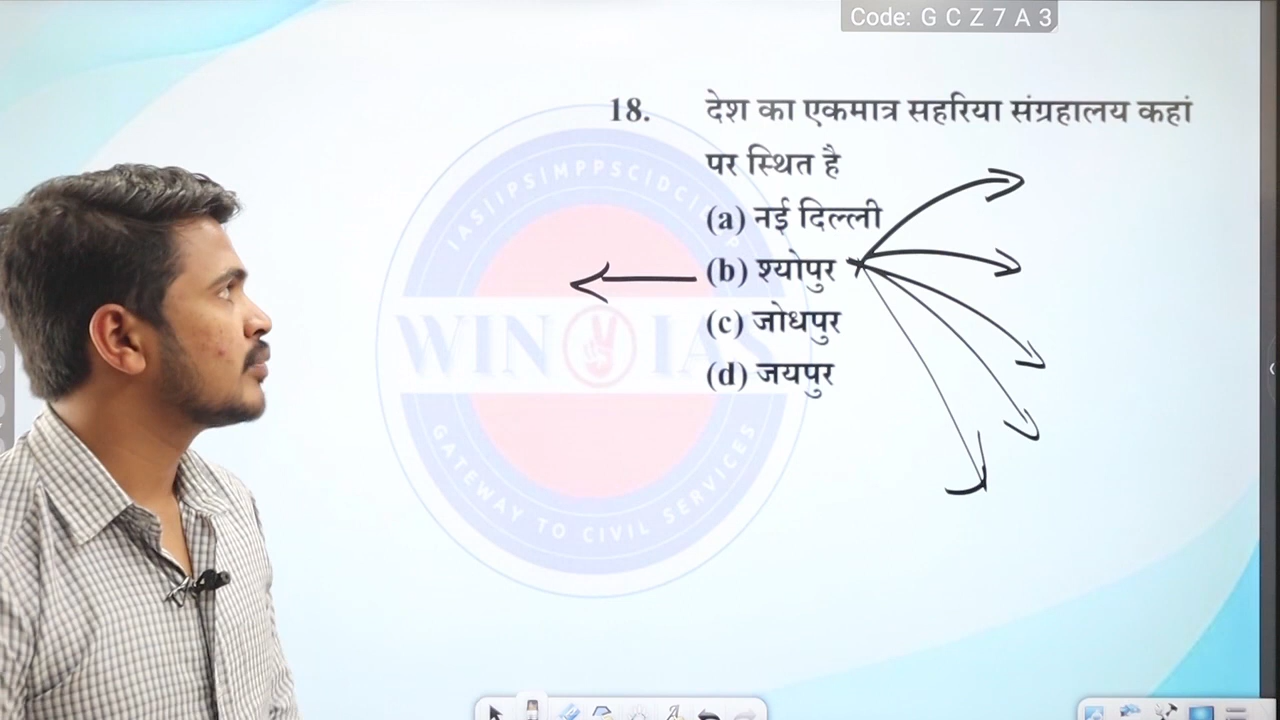 Code: G C Z 7 A 3
18. देश का एकमात्र सहरिया संग्रहालय कहां
पर स्थित है
(a) नई दिल्ली
(b) श्योपुर
(c) जोधपुर
(d) जयपुर
WIN IAS
GATEWAY TO CIVIL SERVICES